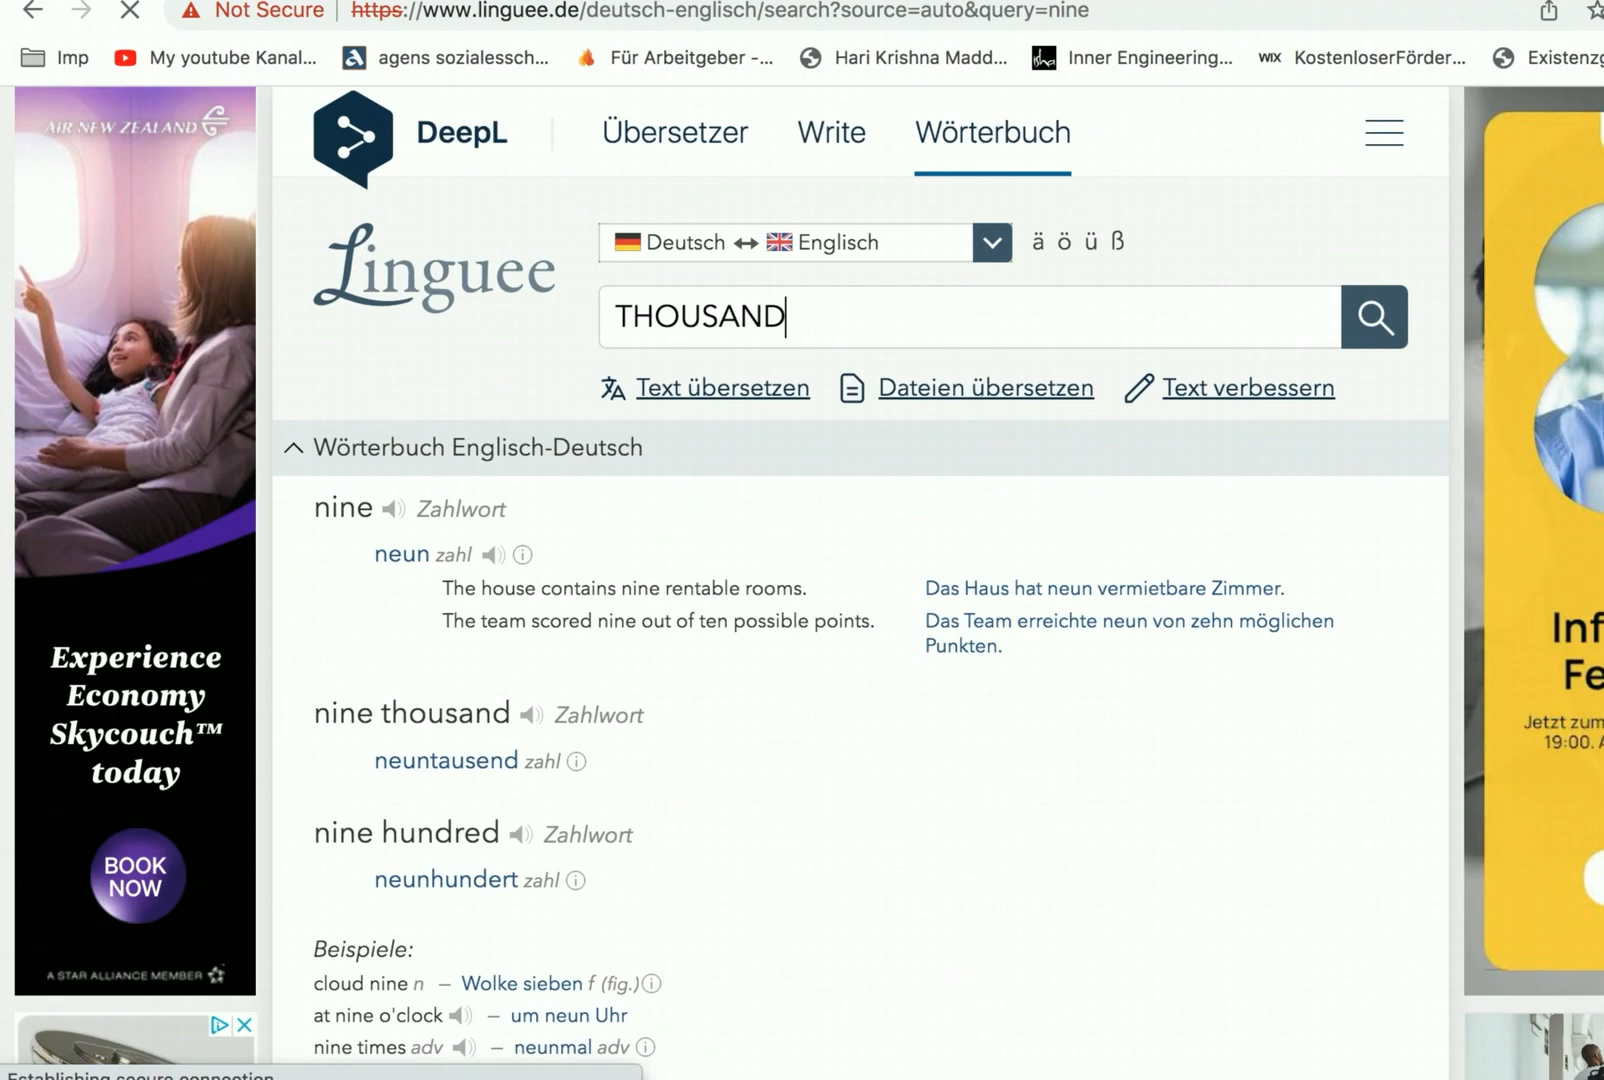 Not Secure https://www.linguee.de/deutsch-englisch/search?source=auto&query=nine
Imp My youtube Kanal... agens sozialessch... Für Arbeitgeber -... Hari Krishna Madd... Inner Engineering... WIX KostenloserFörder...
AIR NEW ZEALAND
DeepL Übersetzer Write Wörterbuch
Linguee
Deutsch ↔ Englisch ä ö ü ß
THOUSAND
Text übersetzen Dateien übersetzen Text verbessern
Wörterbuch Englisch-Deutsch
nine Zahlwort
neun zahl
The house contains nine rentable rooms. Das Haus hat neun vermietbare Zimmer.
The team scored nine out of ten possible points. Das Team erreichte neun von zehn möglichen
Punkten.
nine thousand Zahlwort
neuntausend zahl
nine hundred Zahlwort
neunhundert zahl
Beispiele:
cloud nine n – Wolke sieben f (fig.)
at nine o'clock – um neun Uhr
nine times adv – neunmal adv
Experience
Economy
Skycouch™
today
BOOK
NOW
A STAR ALLIANCE MEMBER
Jetzt zum
19:00.
Establishing secure connection